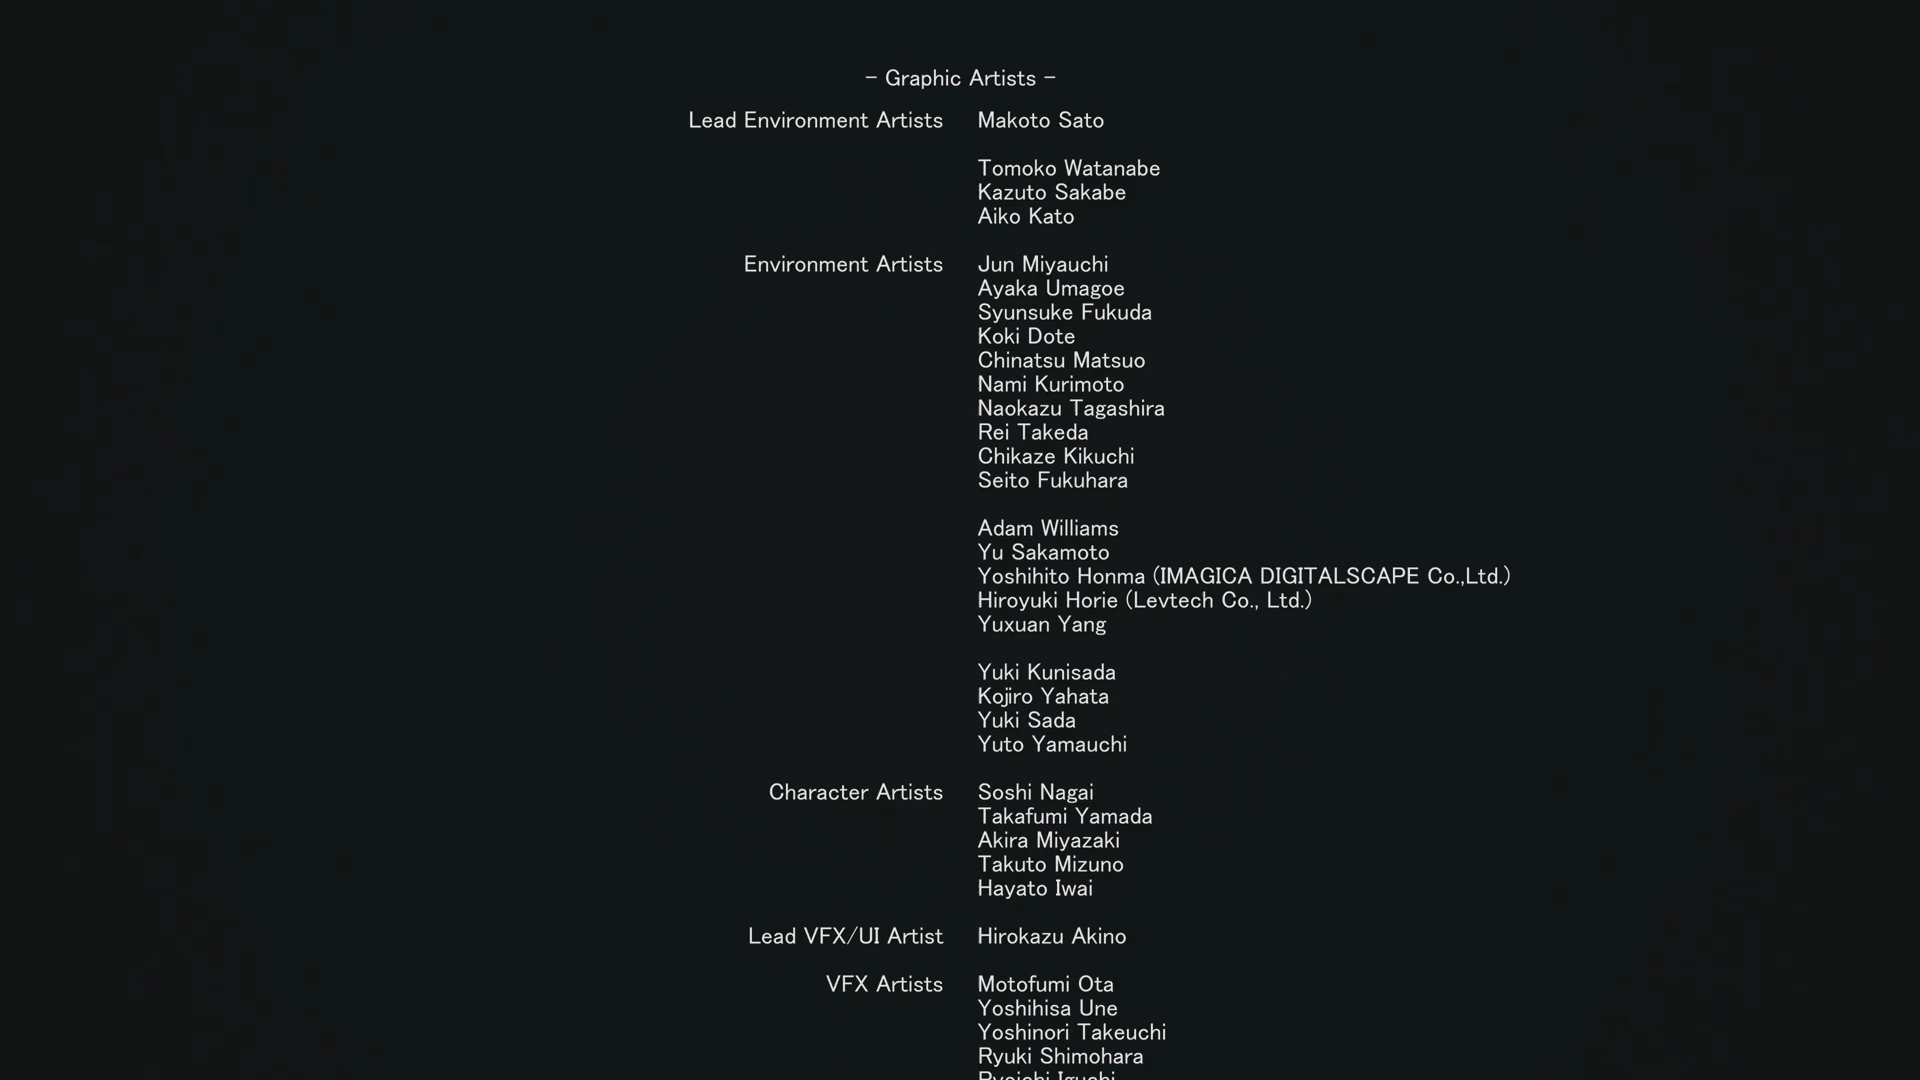 - Graphic Artists -
Lead Environment Artists Makoto Sato
Tomoko Watanabe
Kazuto Sakabe
Aiko Kato
Environment Artists Jun Miyauchi
Ayaka Umagoe
Syunsuke Fukuda
Koki Dote
Chinatsu Matsuo
Nami Kurimoto
Naokazu Tagashira
Rei Takeda
Chikaze Kikuchi
Seito Fukuhara
Adam Williams
Yu Sakamoto
Yoshihito Honma (IMAGICA DIGITALSCAPE Co.,Ltd.)
Hiroyuki Horie (Levtech Co., Ltd.)
Yuxuan Yang
Yuki Kunisada
Kojiro Yahata
Yuki Sada
Yuto Yamauchi
Character Artists Soshi Nagai
Takafumi Yamada
Akira Miyazaki
Takuto Mizuno
Hayato Iwai
Lead VFX/UI Artist Hirokazu Akino
VFX Artists Motofumi Ota
Yoshihisa Une
Yoshinori Takeuchi
Ryuki Shimohara